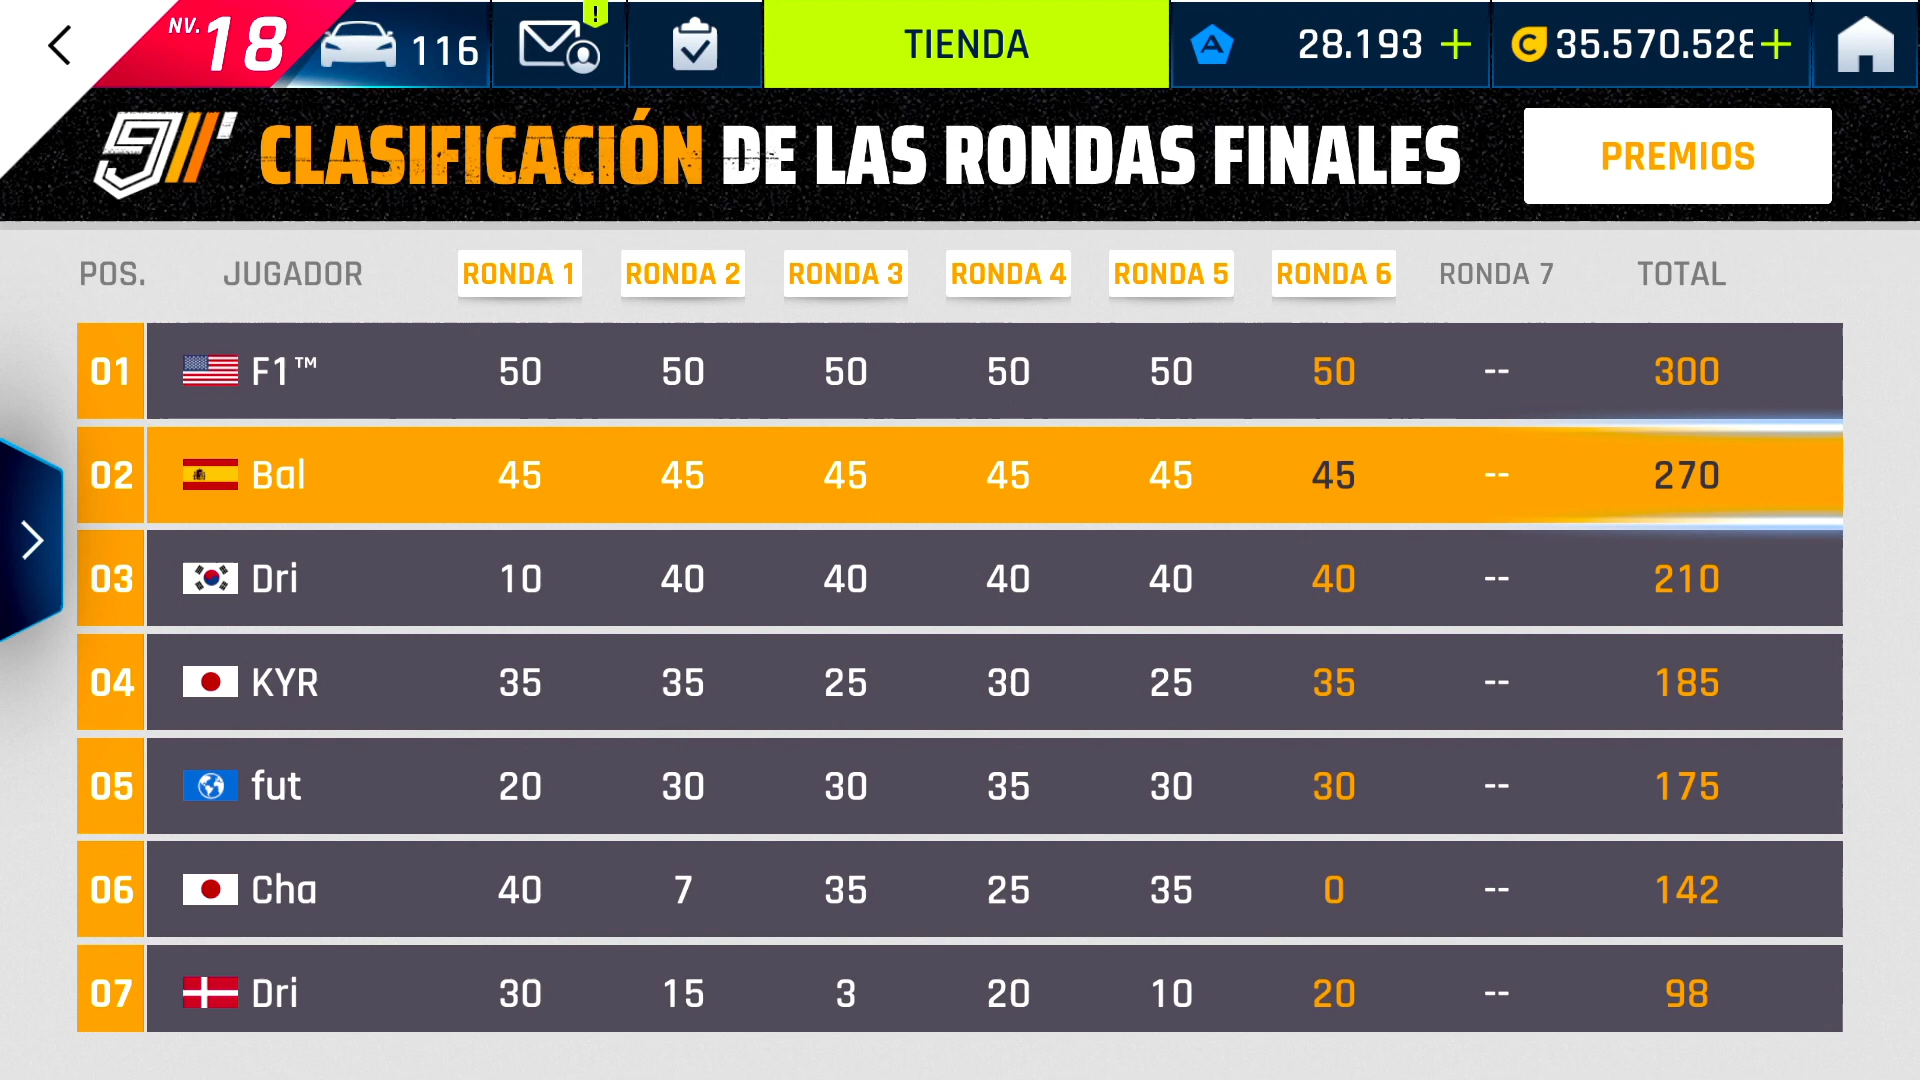 NV. 18 116 ! TIENDA 28.193 + 35.570.528 +
CLASIFICACIÓN DE LAS RONDAS FINALES PREMIOS
POS. JUGADOR RONDA 1 RONDA 2 RONDA 3 RONDA 4 RONDA 5 RONDA 6 RONDA 7 TOTAL
01 F1™ 50 50 50 50 50 50 -- 300
02 Bal 45 45 45 45 45 45 -- 270
03 Dri 10 40 40 40 40 40 -- 210
04 KYR 35 35 25 30 25 35 -- 185
05 fut 20 30 30 35 30 30 -- 175
06 Cha 40 7 35 25 35 0 -- 142
07 Dri 30 15 3 20 10 20 -- 98